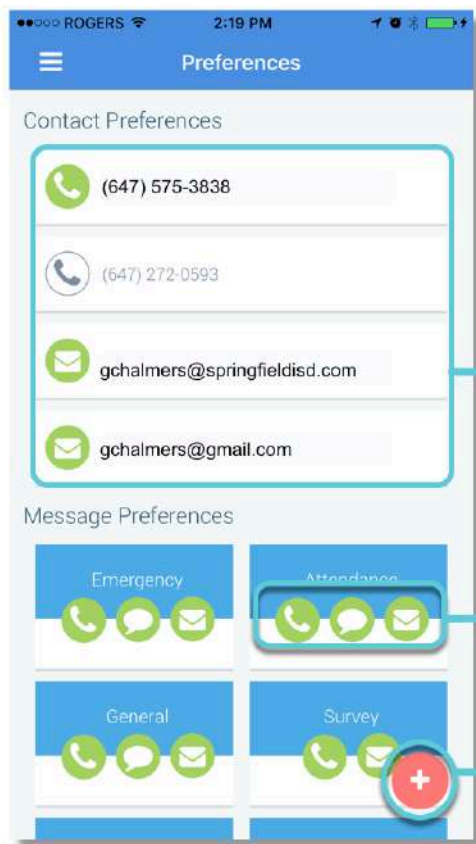 ROGERS 2:19 PM
Preferences
Contact Preferences
(647) 575-3838
(647) 272-0593
gchalmers@springfieldisd.com
gchalmers@gmail.com
Message Preferences
Emergency Attendance
General Survey